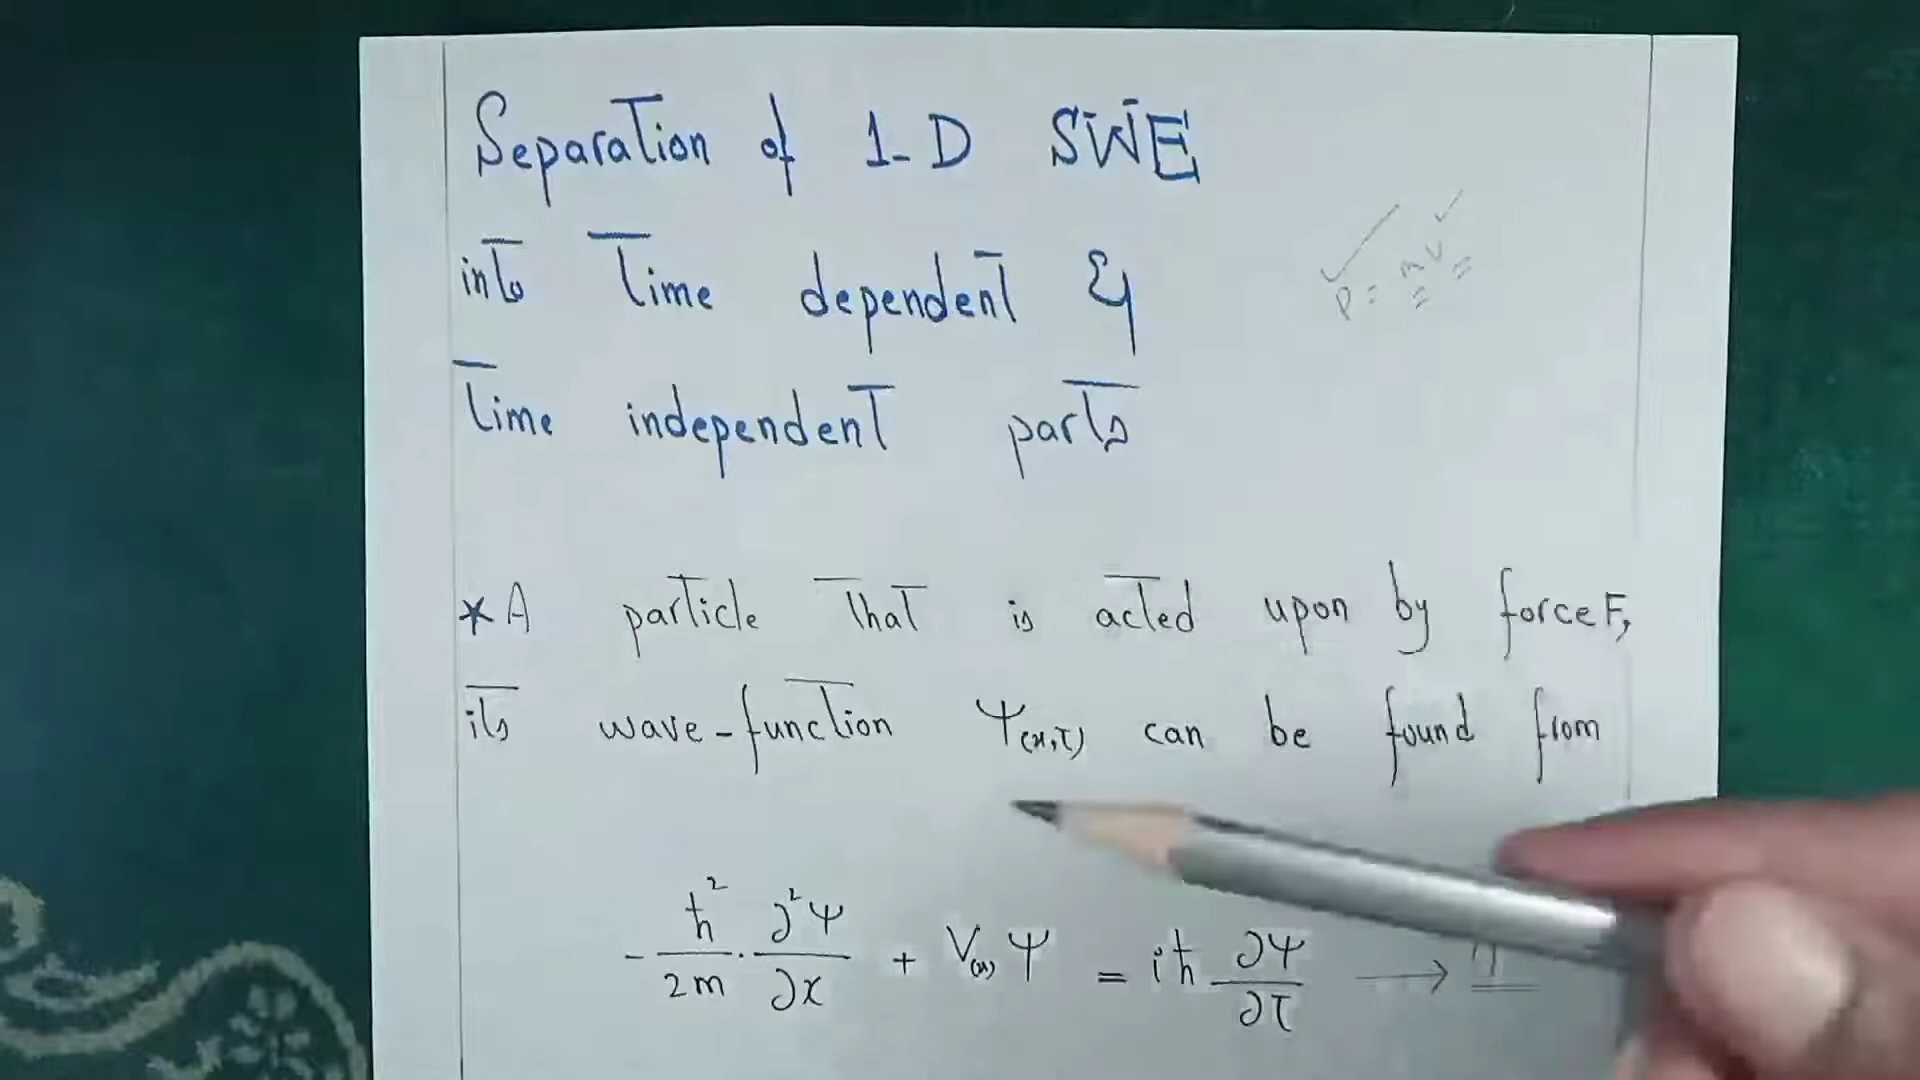 Separation of 1-D SWE
into Time dependent &
Time independent parts
P = mv
* A particle that is acted upon by force F,
its wave-function Ψ(x,t) can be found from
- ħ²/2m · ∂²Ψ/∂x + V(x) Ψ = iħ ∂Ψ/∂t →